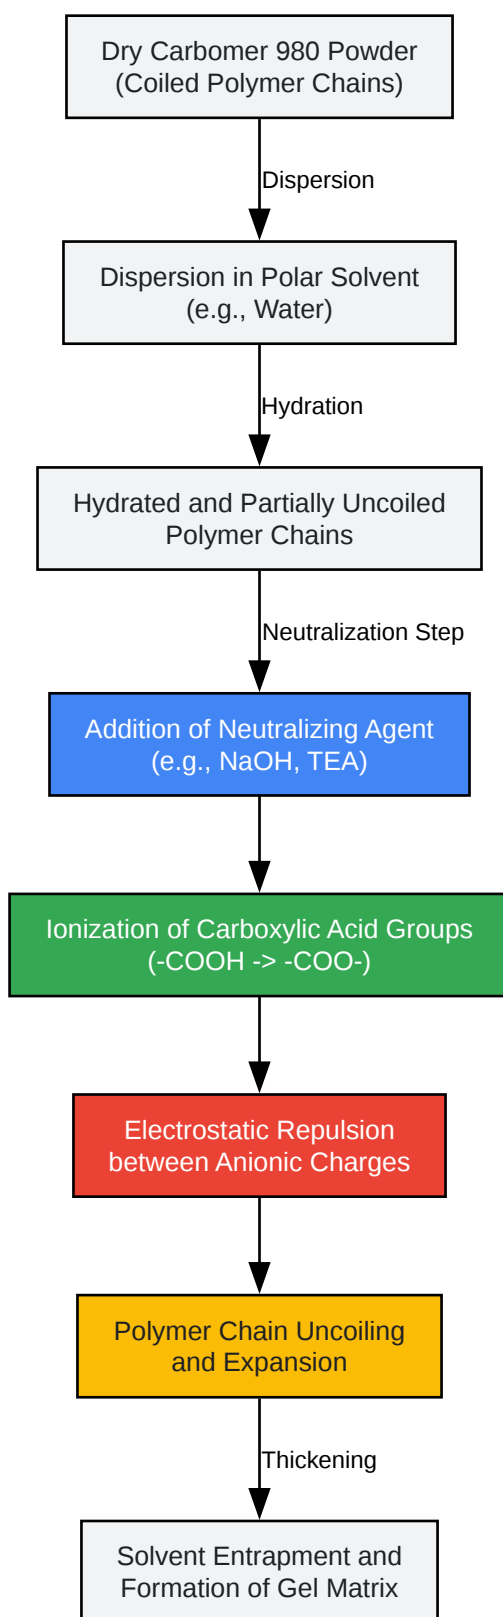 Dry Carbomer 980 Powder
(Coiled Polymer Chains)
Dispersion
Dispersion in Polar Solvent
(e.g., Water)
Hydration
Hydrated and Partially Uncoiled
Polymer Chains
Neutralization Step
Addition of Neutralizing Agent
(e.g., NaOH, TEA)
Ionization of Carboxylic Acid Groups
(-COOH -> -COO-)
Electrostatic Repulsion
between Anionic Charges
Polymer Chain Uncoiling
and Expansion
Thickening
Solvent Entrapment and
Formation of Gel Matrix